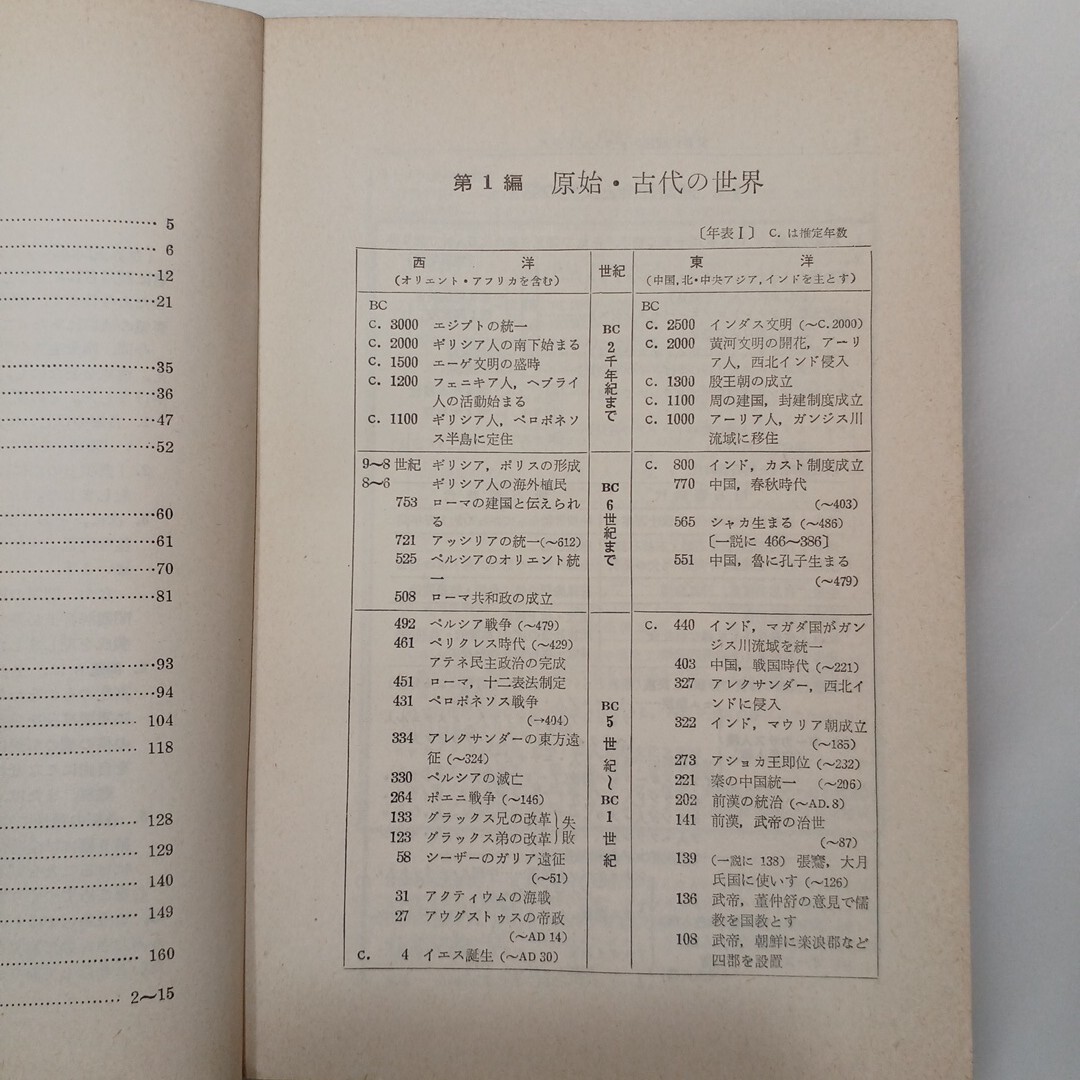 5
6
12
21
35
36
47
52
60
61
70
81
93
94
104
118
128
129
140
149
160
2〜15
第1編 原始・古代の世界
〔年表Ⅰ〕 C. は推定年数
西洋
(オリエント・アフリカを含む)
BC
C. 3000 エジプトの統一
C. 2000 ギリシア人の南下始まる
C. 1500 エーゲ文明の盛時
C. 1200 フェニキア人,ヘブライ
人の活動始まる
C. 1100 ギリシア人,ペロポネソ
ス半島に定住
9〜8世紀 ギリシア,ポリスの形成
8〜6 ギリシア人の海外植民
753 ローマの建国と伝えられ
る
721 アッシリアの統一(〜612)
525 ペルシアのオリエント統
一
508 ローマ共和政の成立
492 ペルシア戦争(〜479)
461 ペリクレス時代(〜429)
アテネ民主政治の完成
451 ローマ,十二表法制定
431 ペロポネソス戦争
(→404)
334 アレクサンダーの東方遠
征(〜324)
330 ペルシアの滅亡
264 ポエニ戦争(〜146)
133 グラックス兄の改革}失
123 グラックス弟の改革}敗
58 シーザーのガリア遠征
(〜51)
31 アクティウムの海戦
27 アウグストゥスの帝政
(〜AD 14)
C. 4 イエス誕生(〜AD 30)
世紀
BC2千年紀まで
BC6世紀まで
BC5世紀〜BC1世紀
東洋
(中国,北・中央アジア,インドを主とす)
BC
C. 2500 インダス文明(〜C.2000)
C. 2000 黄河文明の開花,アーリ
ア人,西北インド侵入
C. 1300 殷王朝の成立
C. 1100 周の建国,封建制度成立
C. 1000 アーリア人,ガンジス川
流域に移住
C. 800 インド,カスト制度成立
770 中国,春秋時代
(〜403)
565 シャカ生まる(〜486)
〔一説に 466〜386〕
551 中国,魯に孔子生まる
(〜479)
C. 440 インド,マガダ国がガン
ジス川流域を統一
403 中国,戦国時代(〜221)
327 アレクサンダー,西北イ
ンドに侵入
322 インド,マウリア朝成立
(〜185)
273 アショカ王即位(〜232)
221 秦の中国統一(〜206)
202 前漢の統治(〜AD.8)
141 前漢,武帝の治世
(〜87)
139 (一説に 138) 張騫,大月
氏国に使いす(〜126)
136 武帝,董仲舒の意見で儒
教を国教とす
108 武帝,朝鮮に楽浪郡など
四郡を設置